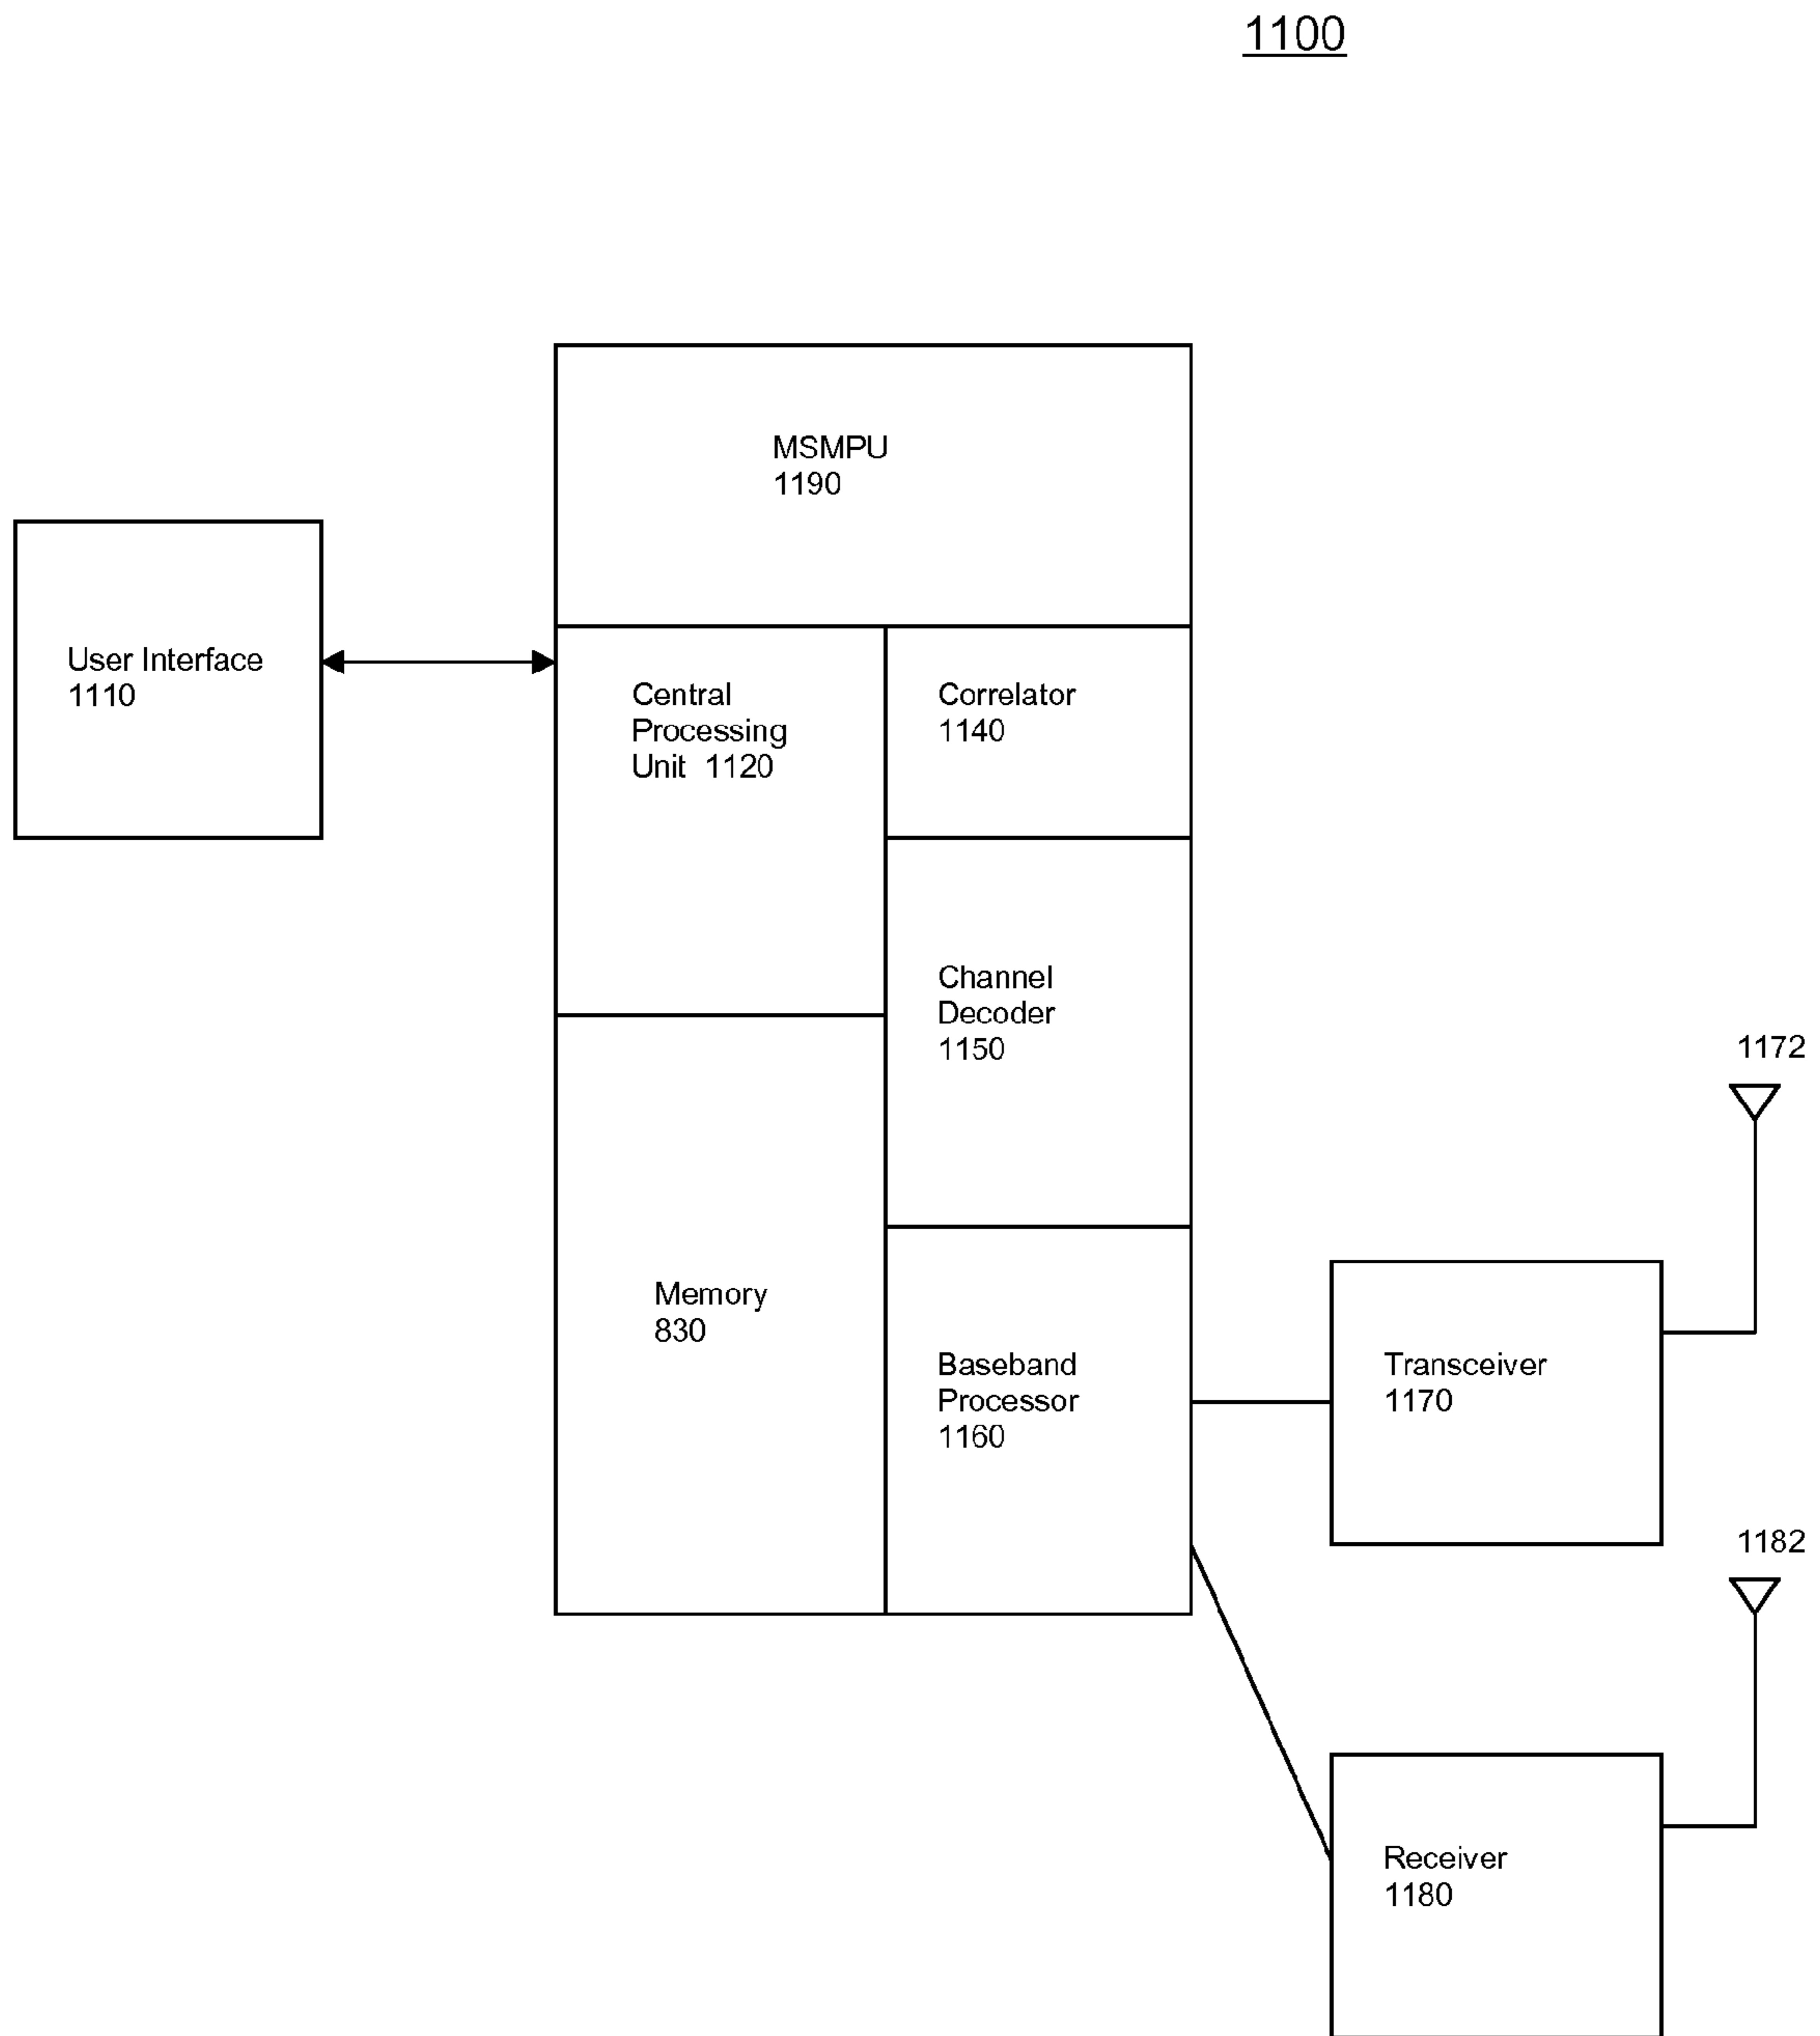 1100
MSMPU
1190
User Interface
1110
Central
Processing
Unit 1120
Correlator
1140
Channel
Decoder
1150
Memory
830
Baseband
Processor
1160
1172
Transceiver
1170
1182
Receiver
1180